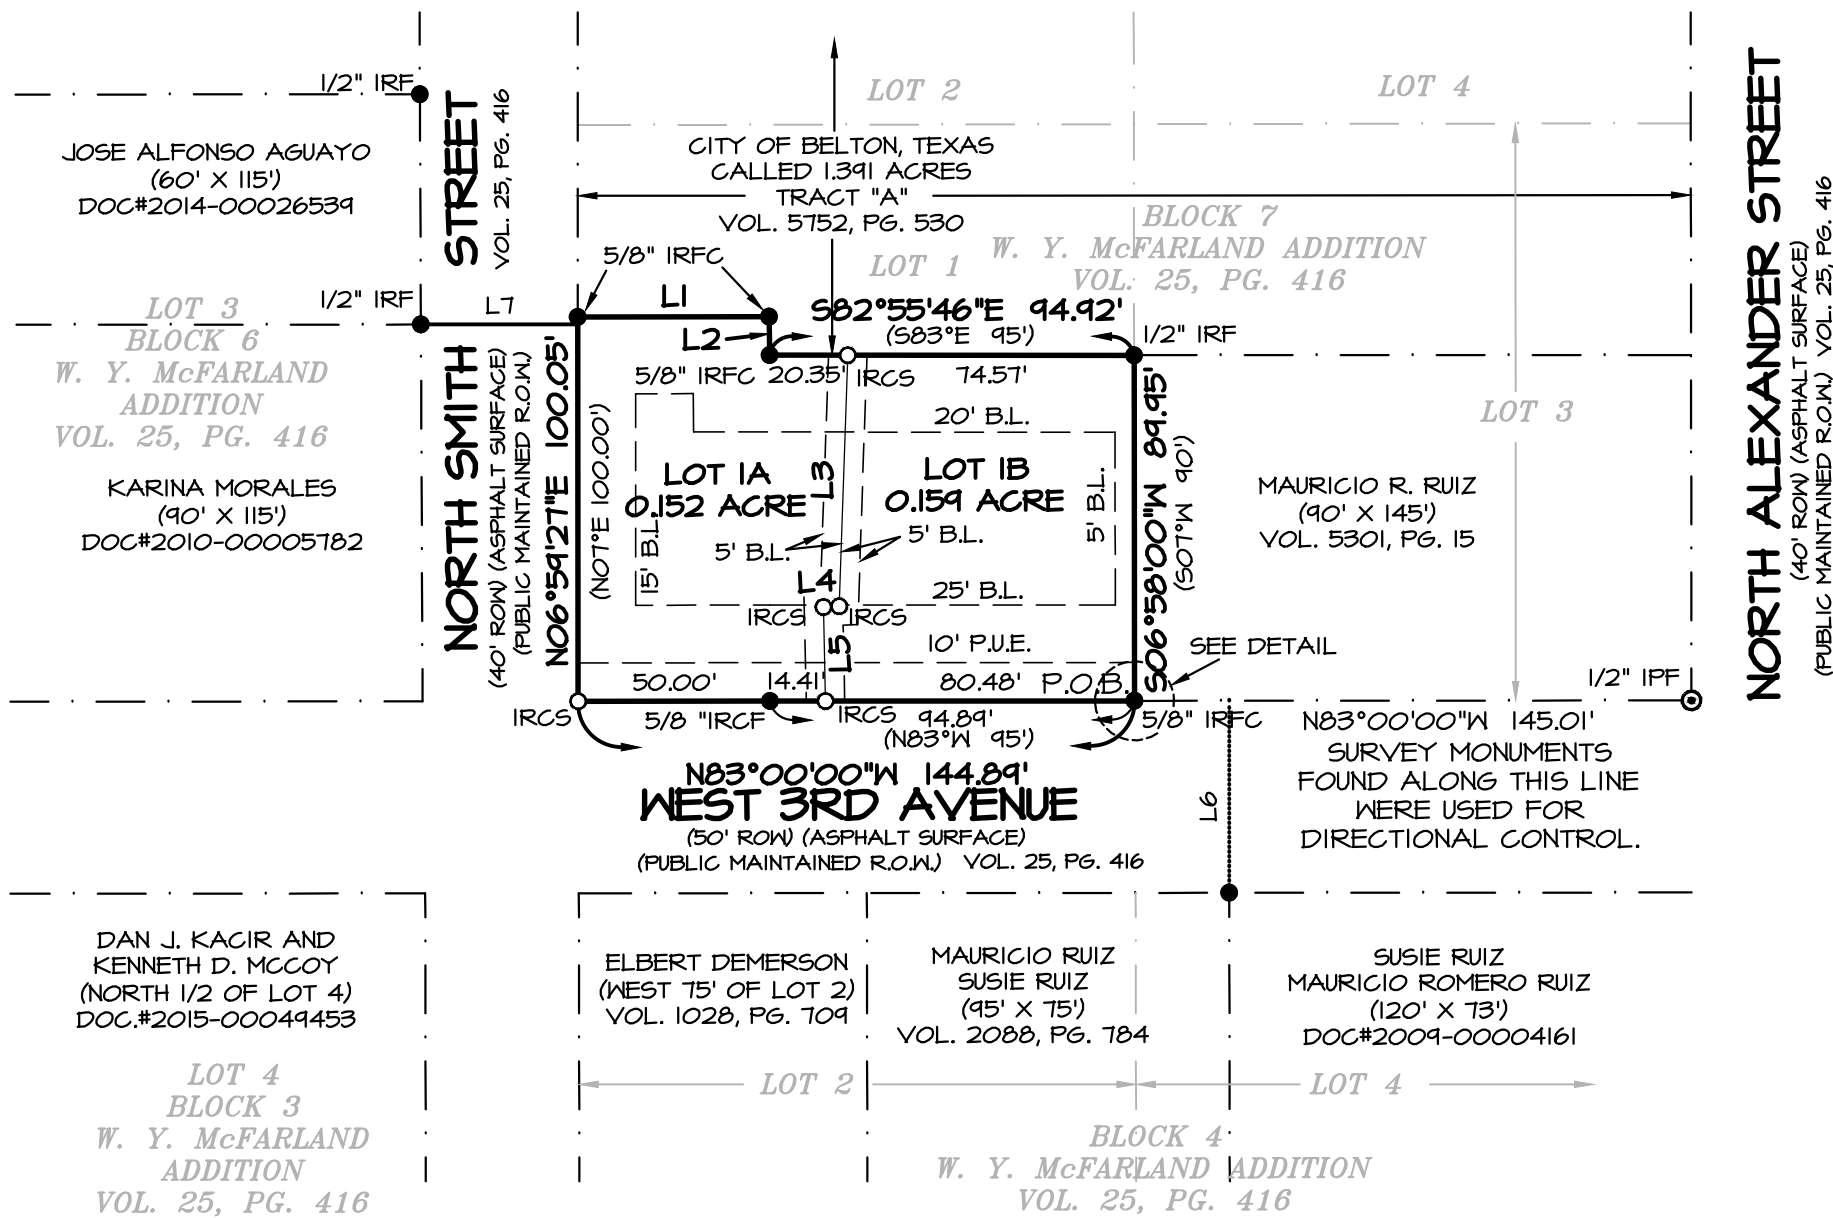 1/2" IRF
JOSE ALFONSO AGUAYO
(60' X 115')
DOC#2014-00026539
STREET
VOL. 25, PG. 416
LOT 2
LOT 4
CITY OF BELTON, TEXAS
CALLED 1.391 ACRES
TRACT "A"
VOL. 5752, PG. 530
BLOCK 7
W. Y. McFARLAND ADDITION
VOL. 25, PG. 416
LOT 1
5/8" IRFC
L1
L2
S82°55'46"E 94.92'
(S83°E 95')
1/2" IRF
1/2" IRF
L7
LOT 3
BLOCK 6
W. Y. McFARLAND
ADDITION
VOL. 25, PG. 416
KARINA MORALES
(90' X 115')
DOC#2010-00005782
NORTH SMITH
(40' ROW) (ASPHALT SURFACE)
(PUBLIC MAINTAINED R.O.W.)
N06°59'27"E 100.05'
(N07°E 100.00')
5/8" IRFC
20.35'
IRCS
74.57'
20' B.L.
LOT 1A
0.152 ACRE
L3
LOT 1B
0.159 ACRE
15' B.L.
5' B.L.
5' B.L.
5' B.L.
L4
25' B.L.
IRCS
IRCS
L5
10' P.U.E.
S06°58'00"W 89.95'
(S07°W 90')
SEE DETAIL
50.00'
14.41'
80.48'
P.O.B.
IRCS
5/8 "IRCF
IRCS
94.89'
(N83°W 95')
5/8" IRFC
N83°00'00"W 144.89'
WEST 3RD AVENUE
(50' ROW) (ASPHALT SURFACE)
(PUBLIC MAINTAINED R.O.W.) VOL. 25, PG. 416
LOT 3
MAURICIO R. RUIZ
(90' X 145')
VOL. 5301, PG. 15
1/2" IPF
N83°00'00"W 145.01'
SURVEY MONUMENTS
FOUND ALONG THIS LINE
WERE USED FOR
DIRECTIONAL CONTROL.
L6
NORTH ALEXANDER STREET
(40' ROW) (ASPHALT SURFACE)
(PUBLIC MAINTAINED R.O.W.) VOL. 25, PG. 416
DAN J. KACIR AND
KENNETH D. MCCOY
(NORTH 1/2 OF LOT 4)
DOC.#2015-00049453
LOT 4
BLOCK 3
W. Y. McFARLAND
ADDITION
VOL. 25, PG. 416
ELBERT DEMERSON
(WEST 75' OF LOT 2)
VOL. 1028, PG. 709
MAURICIO RUIZ
SUSIE RUIZ
(95' X 75')
VOL. 2088, PG. 784
SUSIE RUIZ
MAURICIO ROMERO RUIZ
(120' X 73')
DOC#2009-00004161
LOT 2
LOT 4
BLOCK 4
W. Y. McFARLAND ADDITION
VOL. 25, PG. 416